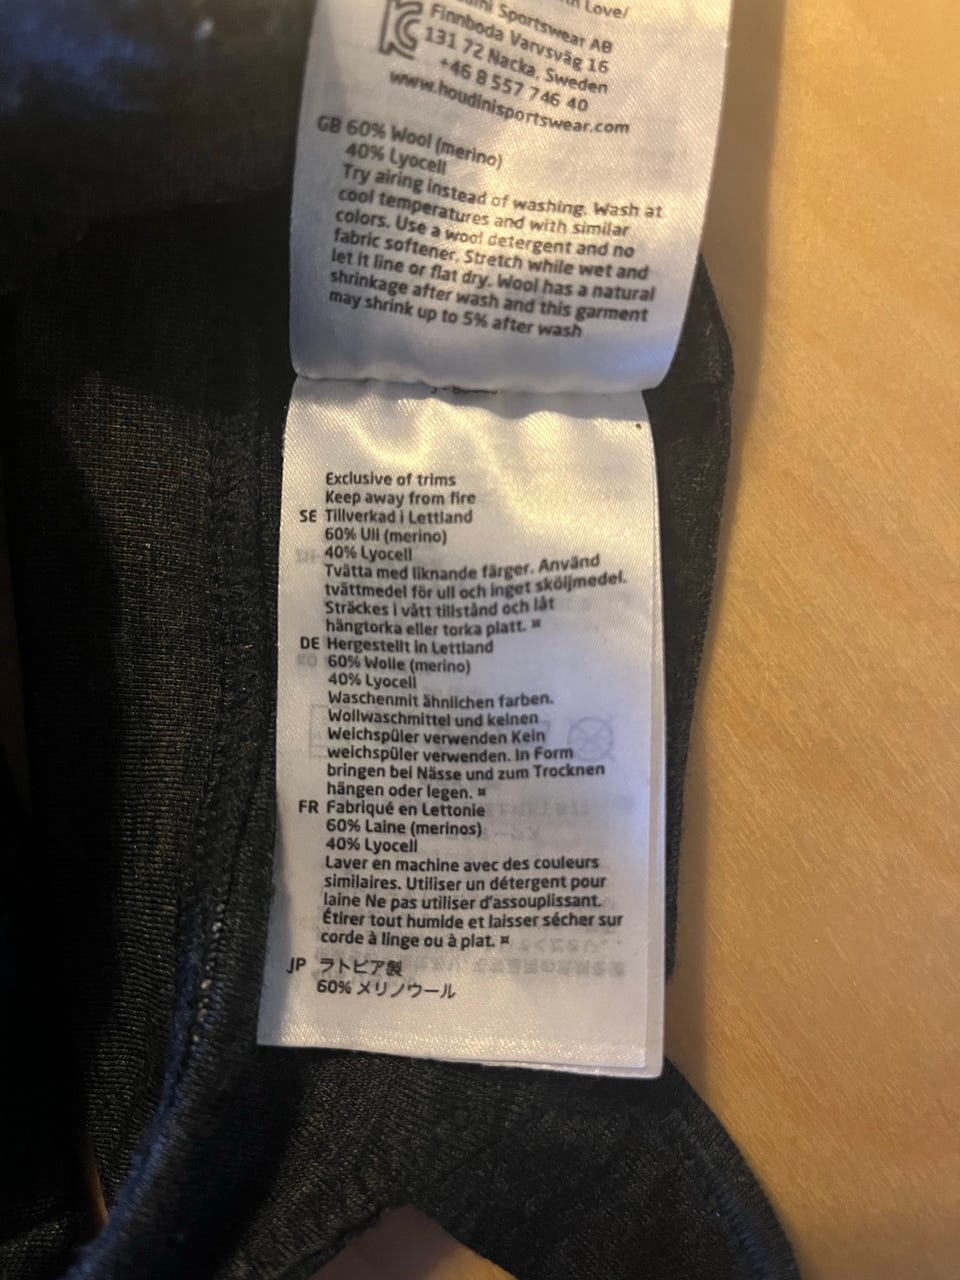 with Love/
Sportswear AB
Finnboda Varvsväg 16
131 72 Nacka, Sweden
+46 8 557 746 40
www.houdinisportswear.com
GB 60% Wool (merino)
40% Lyocell
Try airing instead of washing. Wash at
cool temperatures and with similar
colors. Use a wool detergent and no
fabric softener. Stretch while wet and
let it line or flat dry. Wool has a natural
shrinkage after wash and this garment
may shrink up to 5% after wash
Exclusive of trims
Keep away from fire
SE Tillverkad i Lettland
60% Ull (merino)
40% Lyocell
Tvätta med liknande färger. Använd
tvättmedel för ull och inget sköljmedel.
Sträckes i vått tillstånd och låt
hängtorka eller torka platt. ¤
DE Hergestellt in Lettland
60% Wolle (merino)
40% Lyocell
Waschenmit ähnlichen farben.
Wollwaschmittel und keinen
Weichspüler verwenden Kein
weichspüler verwenden. In Form
bringen bei Nässe und zum Trocknen
hängen oder legen. ¤
FR Fabriqué en Lettonie
60% Laine (merinos)
40% Lyocell
Laver en machine avec des couleurs
similaires. Utiliser un détergent pour
laine Ne pas utiliser d'assouplissant.
Étirer tout humide et laisser sécher sur
corde à linge ou à plat. ¤
JP ラトビア製
60% メリノウール